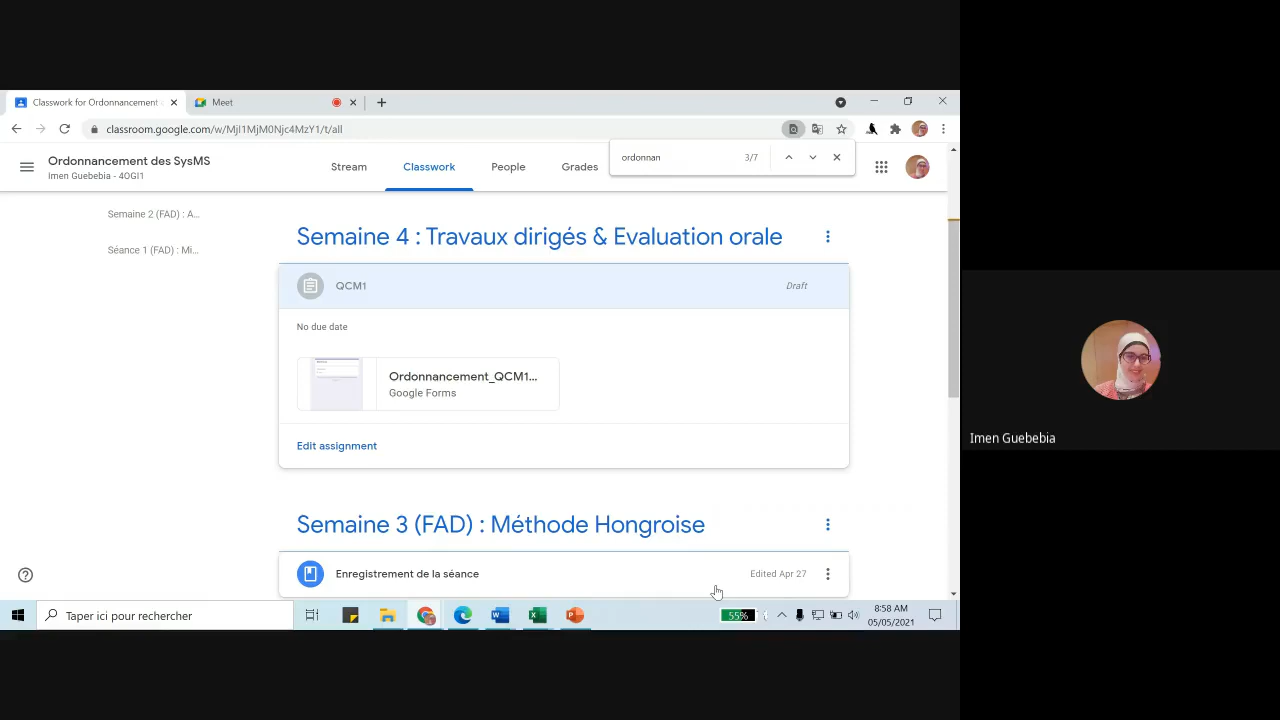 Classwork for Ordonnancement
Meet
classroom.google.com/w/MjI1MjM0Njc4MzY1/t/all
Ordonnancement des SysMS
Imen Guebebia - 4OGI1
Stream
Classwork
People
Grades
ordonnan
3/7
Semaine 2 (FAD) : A...
Séance 1 (FAD) : Mi...
Semaine 4 : Travaux dirigés & Evaluation orale
QCM1
Draft
No due date
Ordonnancement_QCM1...
Google Forms
Edit assignment
Semaine 3 (FAD) : Méthode Hongroise
Enregistrement de la séance
Edited Apr 27
Taper ici pour rechercher
55%
8:58 AM
05/05/2021
Imen Guebebia